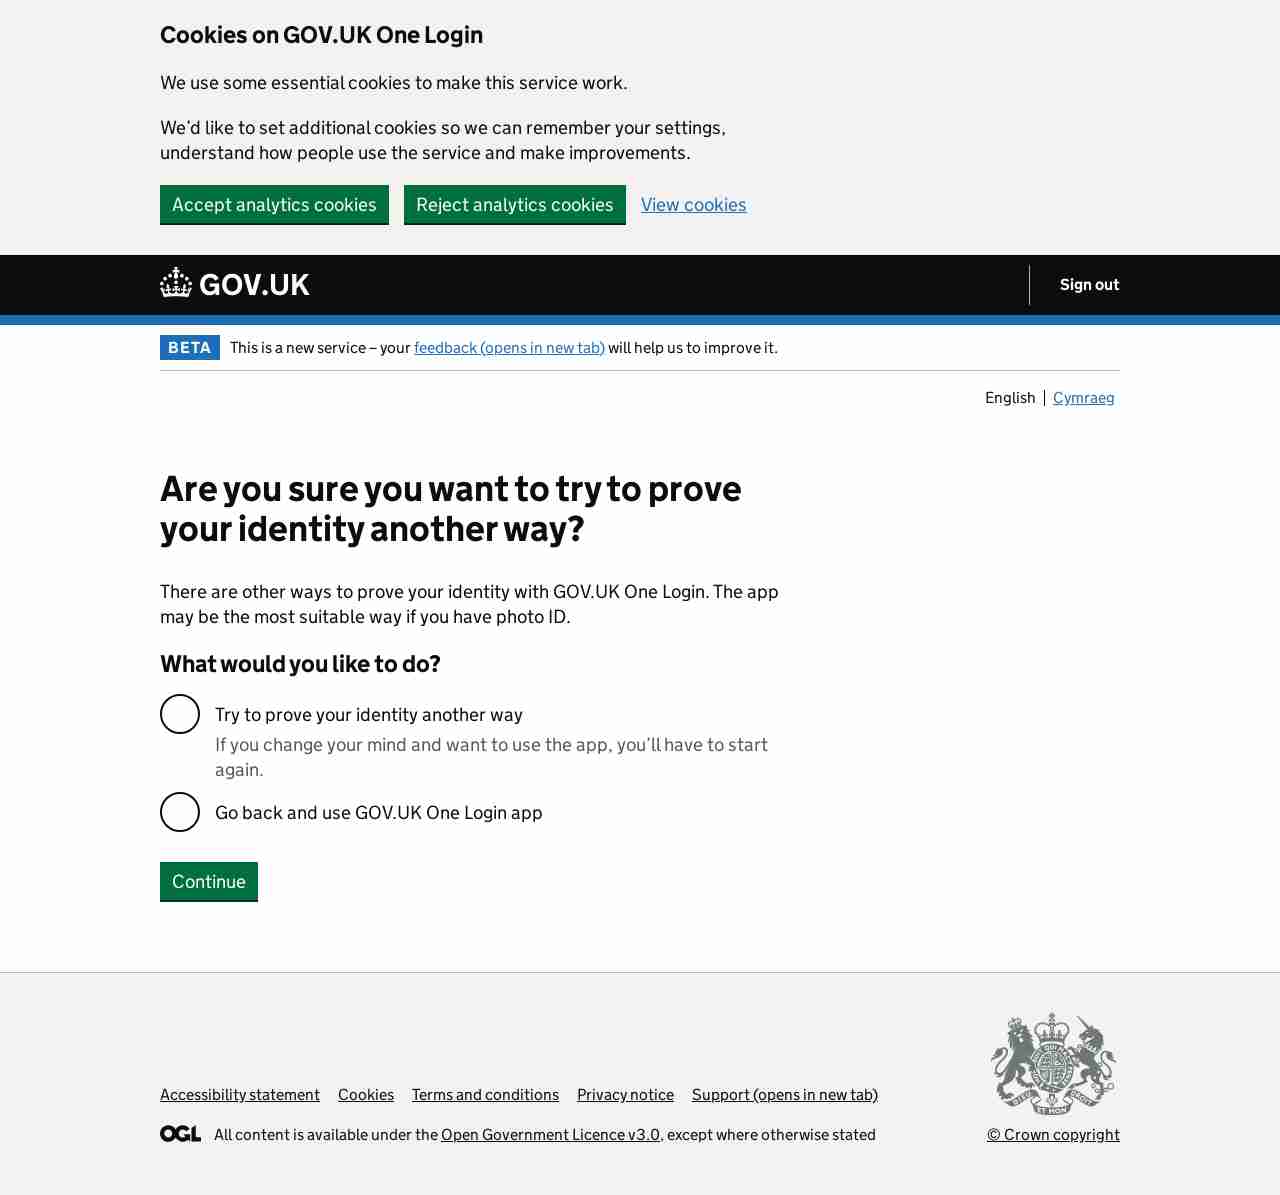 Cookies on GOV.UK One Login
We use some essential cookies to make this service work.
We’d like to set additional cookies so we can remember your settings,
understand how people use the service and make improvements.
Accept analytics cookies Reject analytics cookies View cookies
GOV.UK Sign out
BETA This is a new service – your feedback (opens in new tab) will help us to improve it.
English Cymraeg
Are you sure you want to try to prove
your identity another way?
There are other ways to prove your identity with GOV.UK One Login. The app
may be the most suitable way if you have photo ID.
What would you like to do?
Try to prove your identity another way
If you change your mind and want to use the app, you’ll have to start
again.
Go back and use GOV.UK One Login app
Continue
Accessibility statement Cookies Terms and conditions Privacy notice Support (opens in new tab)
OGL All content is available under the Open Government Licence v3.0, except where otherwise stated
© Crown copyright